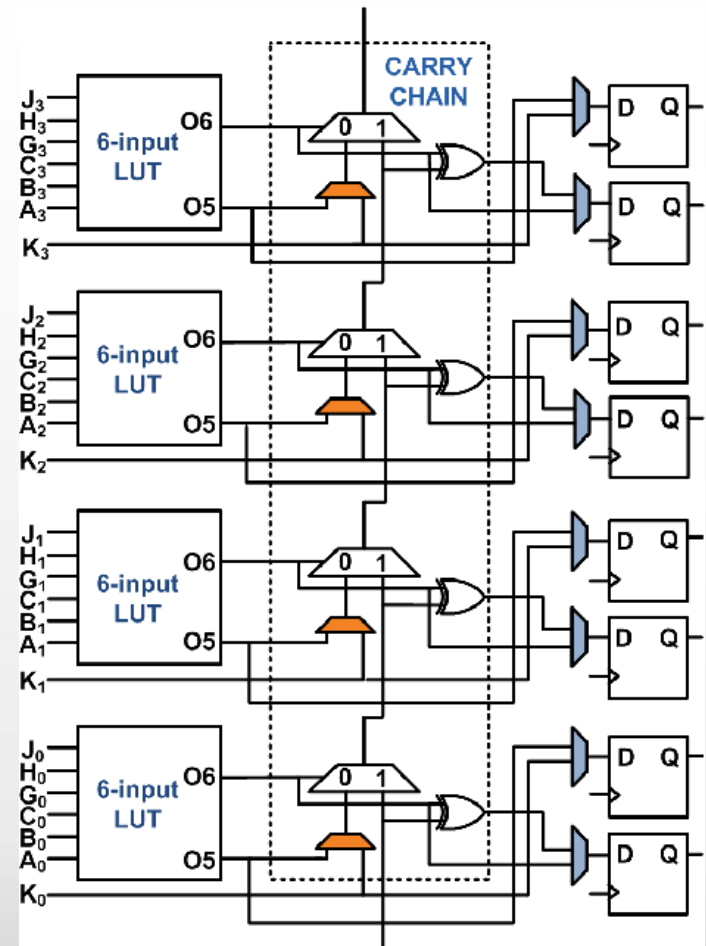 CARRY
CHAIN
J3
H3
G3
C3
B3
A3
K3
6-input
LUT
O6
O5
0 1
D Q
D Q
J2
H2
G2
C2
B2
A2
K2
6-input
LUT
O6
O5
0 1
D Q
D Q
J1
H1
G1
C1
B1
A1
K1
6-input
LUT
O6
O5
0 1
D Q
D Q
J0
H0
G0
C0
B0
A0
K0
6-input
LUT
O6
O5
0 1
D Q
D Q